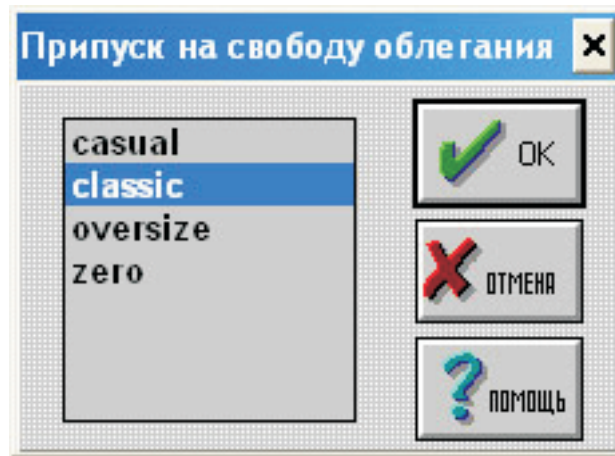 Припуск на свободу облегания
casual
classic
oversize
zero
OK
ОТМЕНА
ПОМОЩЬ